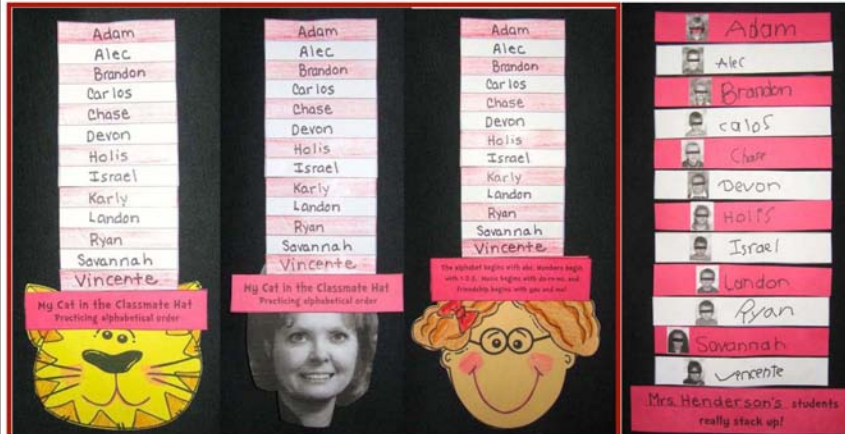 Adam
Alec
Brandon
Carlos
Chase
Devon
Holis
Israel
Karly
Landon
Ryan
Savannah
Vincente
My Cat in the Classmate Hat
Practicing alphabetical order
Adam
Alec
Brandon
Carlos
Chase
Devon
Holis
Israel
Karly
Landon
Ryan
Savannah
Vincente
My Cat in the Classmate Hat
Practicing alphabetical order
Adam
Alec
Brandon
Carlos
Chase
Devon
Holis
Israel
Karly
Landon
Ryan
Savannah
Vincente
The alphabet begins with abc. Numbers begin
with 1-2-3. Music begins with do-re-mi, and
friendship begins with you and me!
Adam
Alec
Brandon
calos
Chase
Devon
Holis
Israel
Landon
Ryan
Savannah
vencente
Mrs. Henderson's students
really stack up!